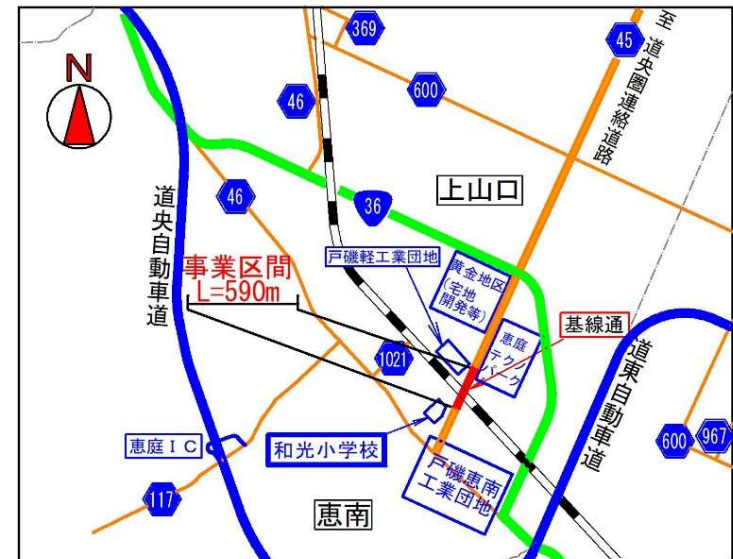 N
369
45
至 道央圏連絡道路
46
600
上山口
46
36
道央自動車道
戸磯軽工業団地
黄金地区
(宅地
開発等)
事業区間
L=590m
基線通
恵庭
テクノ
パーク
道東自動車道
1021
600
967
恵庭IC
和光小学校
戸磯恵南
工業団地
117
恵南